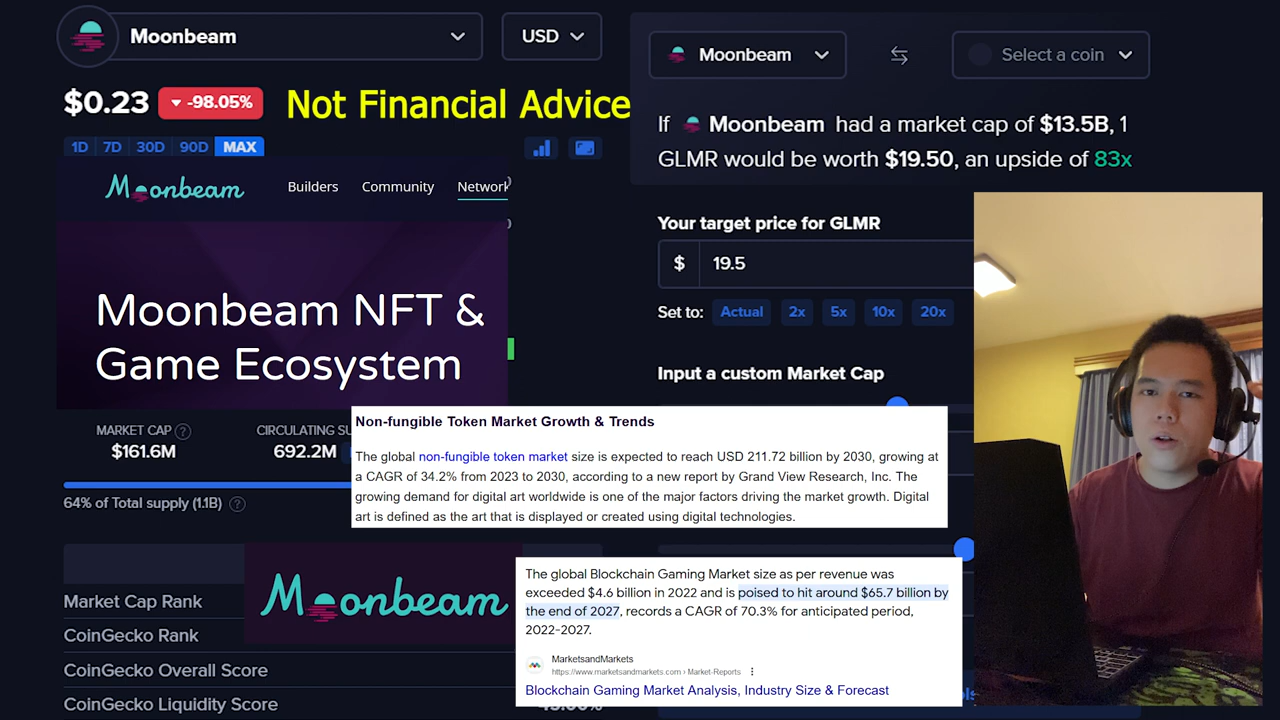 Moonbeam
USD
$0.23
-98.05%
Not Financial Advice
1D 7D 30D 90D MAX
Moonbeam
Builders Community Network
Moonbeam NFT &
Game Ecosystem
MARKET CAP ?
$161.6M
CIRCULATING
692.2M
64% of Total supply (1.1B) ?
Market Cap Rank
CoinGecko Rank
CoinGecko Overall Score
CoinGecko Liquidity Score
Moonbeam
Moonbeam
Select a coin
If Moonbeam had a market cap of $13.5B, 1
GLMR would be worth $19.50, an upside of 83x
Your target price for GLMR
$ 19.5
Set to: Actual 2x 5x 10x 20x
Input a custom Market Cap
Non-fungible Token Market Growth & Trends
The global non-fungible token market size is expected to reach USD 211.72 billion by 2030, growing at
a CAGR of 34.2% from 2023 to 2030, according to a new report by Grand View Research, Inc. The
growing demand for digital art worldwide is one of the major factors driving the market growth. Digital
art is defined as the art that is displayed or created using digital technologies.
The global Blockchain Gaming Market size as per revenue was
exceeded $4.6 billion in 2022 and is poised to hit around $65.7 billion by
the end of 2027, records a CAGR of 70.3% for anticipated period,
2022-2027.
MarketsandMarkets
https://www.marketsandmarkets.com › Market-Reports
Blockchain Gaming Market Analysis, Industry Size & Forecast